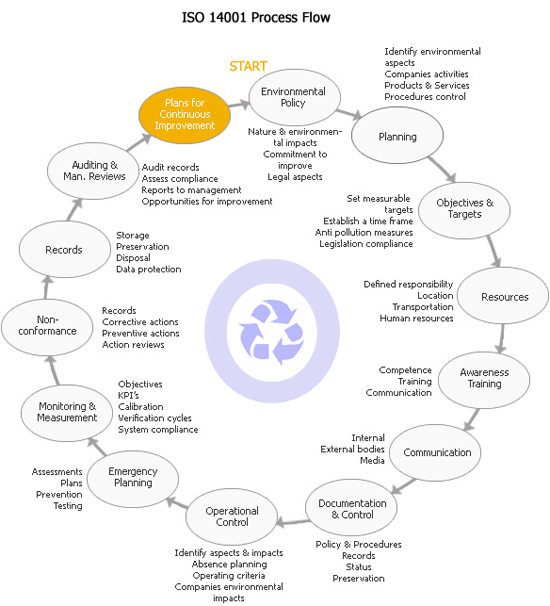 ISO 14001 Process Flow
START
Environmental
Policy
Nature & environmen-
tal impacts
Commitment to
improve
Legal aspects
Identify environmental
aspects
Companies activities
Products & Services
Procedures control
Planning
Objectives &
Targets
Set measurable
targets
Establish a time frame
Anti pollution measures
Legislation compliance
Resources
Defined responsibility
Location
Transportation
Human resources
Awareness
Training
Competence
Training
Communication
Communication
Internal
External bodies
Media
Documentation
& Control
Policy & Procedures
Records
Status
Preservation
Operational
Control
Identify aspects & impacts
Absence planning
Operating criteria
Companies environmental
impacts
Emergency
Planning
Assessments
Plans
Prevention
Testing
Monitoring &
Measurement
Objectives
KPI's
Calibration
Verification cycles
System compliance
Non-
conformance
Records
Corrective actions
Preventive actions
Action reviews
Records
Storage
Preservation
Disposal
Data protection
Auditing &
Man. Reviews
Audit records
Assess compliance
Reports to management
Opportunities for improvement
Plans for
Continuous
Improvement